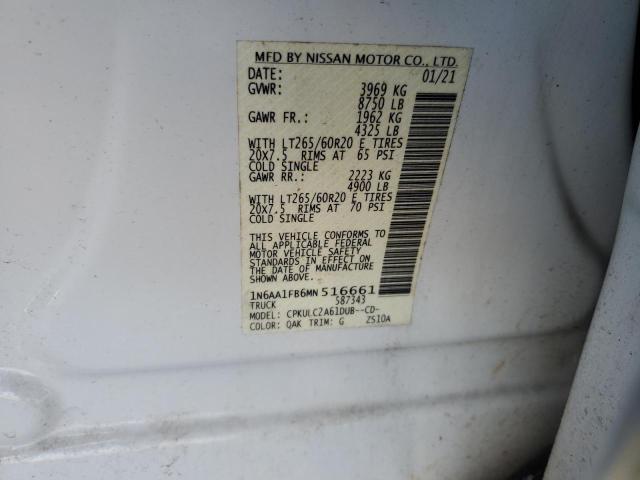 MFD BY NISSAN MOTOR CO., LTD.
DATE: 01/21
GVWR: 3969 KG
8750 LB
GAWR FR.: 1962 KG
4325 LB
WITH LT265/60R20 E TIRES
20X7.5 RIMS AT 65 PSI
COLD SINGLE
GAWR RR.: 2223 KG
4900 LB
WITH LT265/60R20 E TIRES
20X7.5 RIMS AT 70 PSI
COLD SINGLE
THIS VEHICLE CONFORMS TO
ALL APPLICABLE FEDERAL
MOTOR VEHICLE SAFETY
STANDARDS IN EFFECT ON
THE DATE OF MANUFACTURE
SHOWN ABOVE
1N6AA1FB6MN516661
TRUCK 587343
MODEL: CPKULCZA61DUB--CD-
COLOR: QAK TRIM: G ZS10A